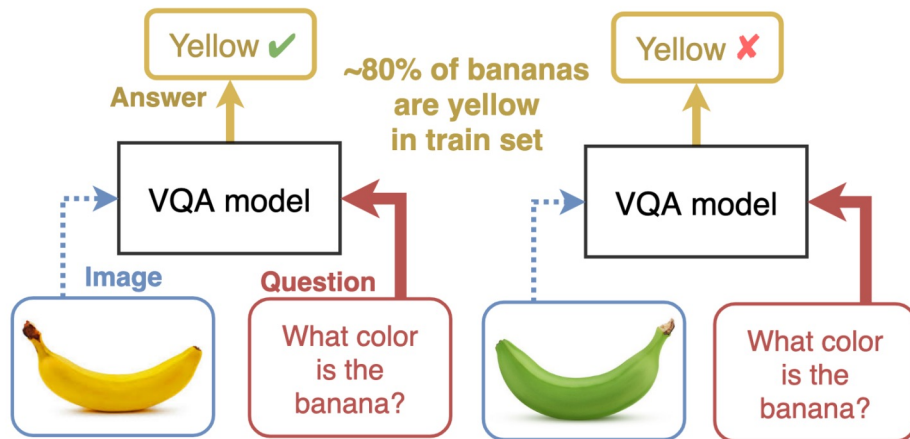 Yellow ✔
~80% of bananas
are yellow
in train set
Yellow ✘
Answer
VQA model
VQA model
Image
Question
What color
is the
banana?
What color
is the
banana?